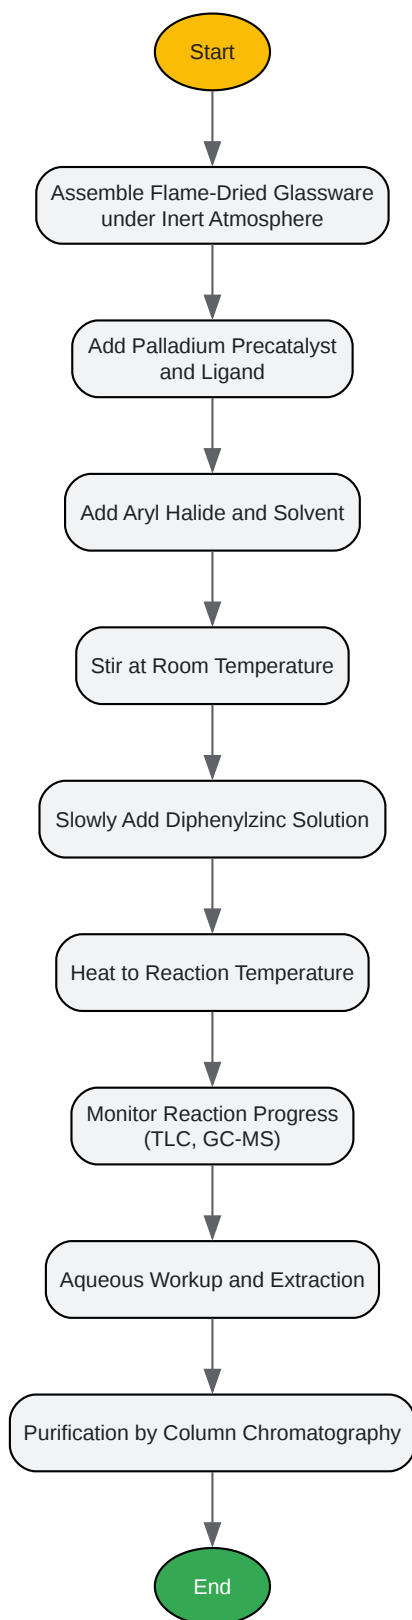 Start
Assemble Flame-Dried Glassware
under Inert Atmosphere
Add Palladium Precatalyst
and Ligand
Add Aryl Halide and Solvent
Stir at Room Temperature
Slowly Add Diphenylzinc Solution
Heat to Reaction Temperature
Monitor Reaction Progress
(TLC, GC-MS)
Aqueous Workup and Extraction
Purification by Column Chromatography
End